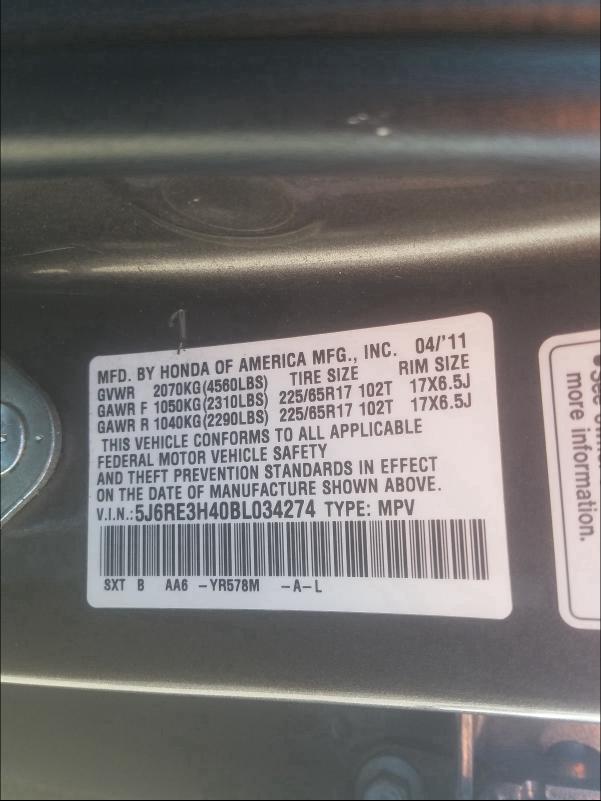 MFD. BY HONDA OF AMERICA MFG., INC. 04/'11
GVWR 2070KG(4560LBS) TIRE SIZE RIM SIZE
GAWR F 1050KG(2310LBS) 225/65R17 102T 17X6.5J
GAWR R 1040KG(2290LBS) 225/65R17 102T 17X6.5J
THIS VEHICLE CONFORMS TO ALL APPLICABLE
FEDERAL MOTOR VEHICLE SAFETY
AND THEFT PREVENTION STANDARDS IN EFFECT
ON THE DATE OF MANUFACTURE SHOWN ABOVE.
V.I.N.: 5J6RE3H40BL034274 TYPE: MPV
SXT B AA6 -YR578M -A-L
•See
more information.